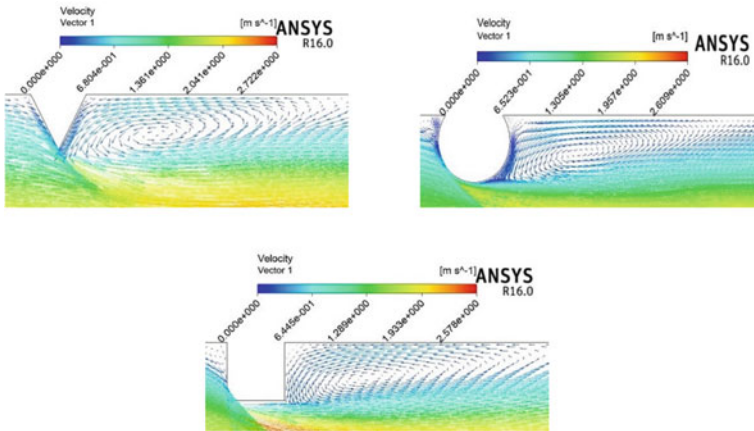 Velocity
Vector 1
[m s^-1]
ANSYS
R16.0
0.000e+000
6.804e-001
1.361e+000
2.041e+000
2.722e+000
Velocity
Vector 1
[m s^-1]
ANSYS
R16.0
0.000e+000
6.523e-001
1.305e+000
1.957e+000
2.609e+000
Velocity
Vector 1
[m s^-1]
ANSYS
R16.0
0.000e+000
6.445e-001
1.289e+000
1.933e+000
2.578e+000